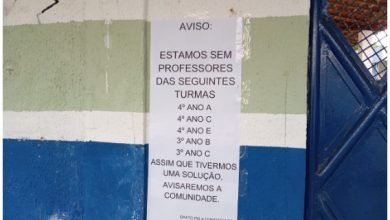 AVISO:
ESTAMOS SEM
PROFESSORES
DAS SEGUINTES
TURMAS
4º ANO A
4º ANO C
4º ANO E
3º ANO B
3º ANO C
ASSIM QUE TIVERMOS
UMA SOLUÇÃO,
AVISAREMOS A
COMUNIDADE.